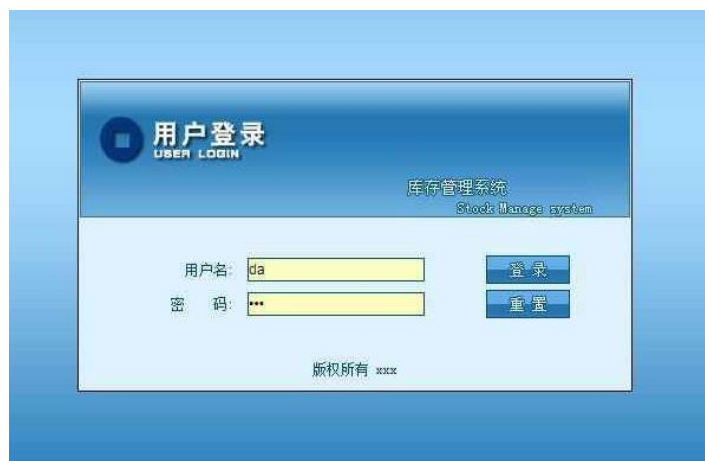 用户登录
USER LOGIN
库存管理系统
Stock Manage system
用户名: da
登 录
密 码: •••
重 置
版权所有 xxx